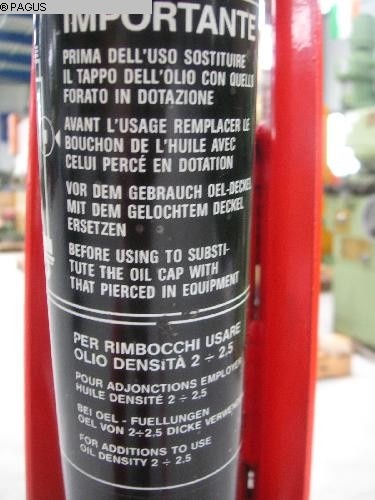 © PAGUS
IMPORTANTE
PRIMA DELL'USO SOSTITUIRE
IL TAPPO DELL'OLIO CON QUELLO
FORATO IN DOTAZIONE
AVANT L'USAGE REMPLACER LE
BOUCHON DE L'HUILE AVEC
CELUI PERCÉ EN DOTATION
VOR DEM GEBRAUCH OEL-DECKEL
MIT DEM GELOCHTEM DECKEL
ERSETZEN
BEFORE USING TO SUBSTI-
TUTE THE OIL CAP WITH
THAT PIERCED IN EQUIPMENT
PER RIMBOCCHI USARE
OLIO DENSITÀ 2 ÷ 2,5
POUR ADJONCTIONS EMPLOYER
HUILE DENSITÉ 2 ÷ 2,5
BEI OEL - FUELLUNGEN
OEL VON 2÷2,5 DICKE VERWENDEN
FOR ADDITIONS TO USE
OIL DENSITY 2 ÷ 2,5